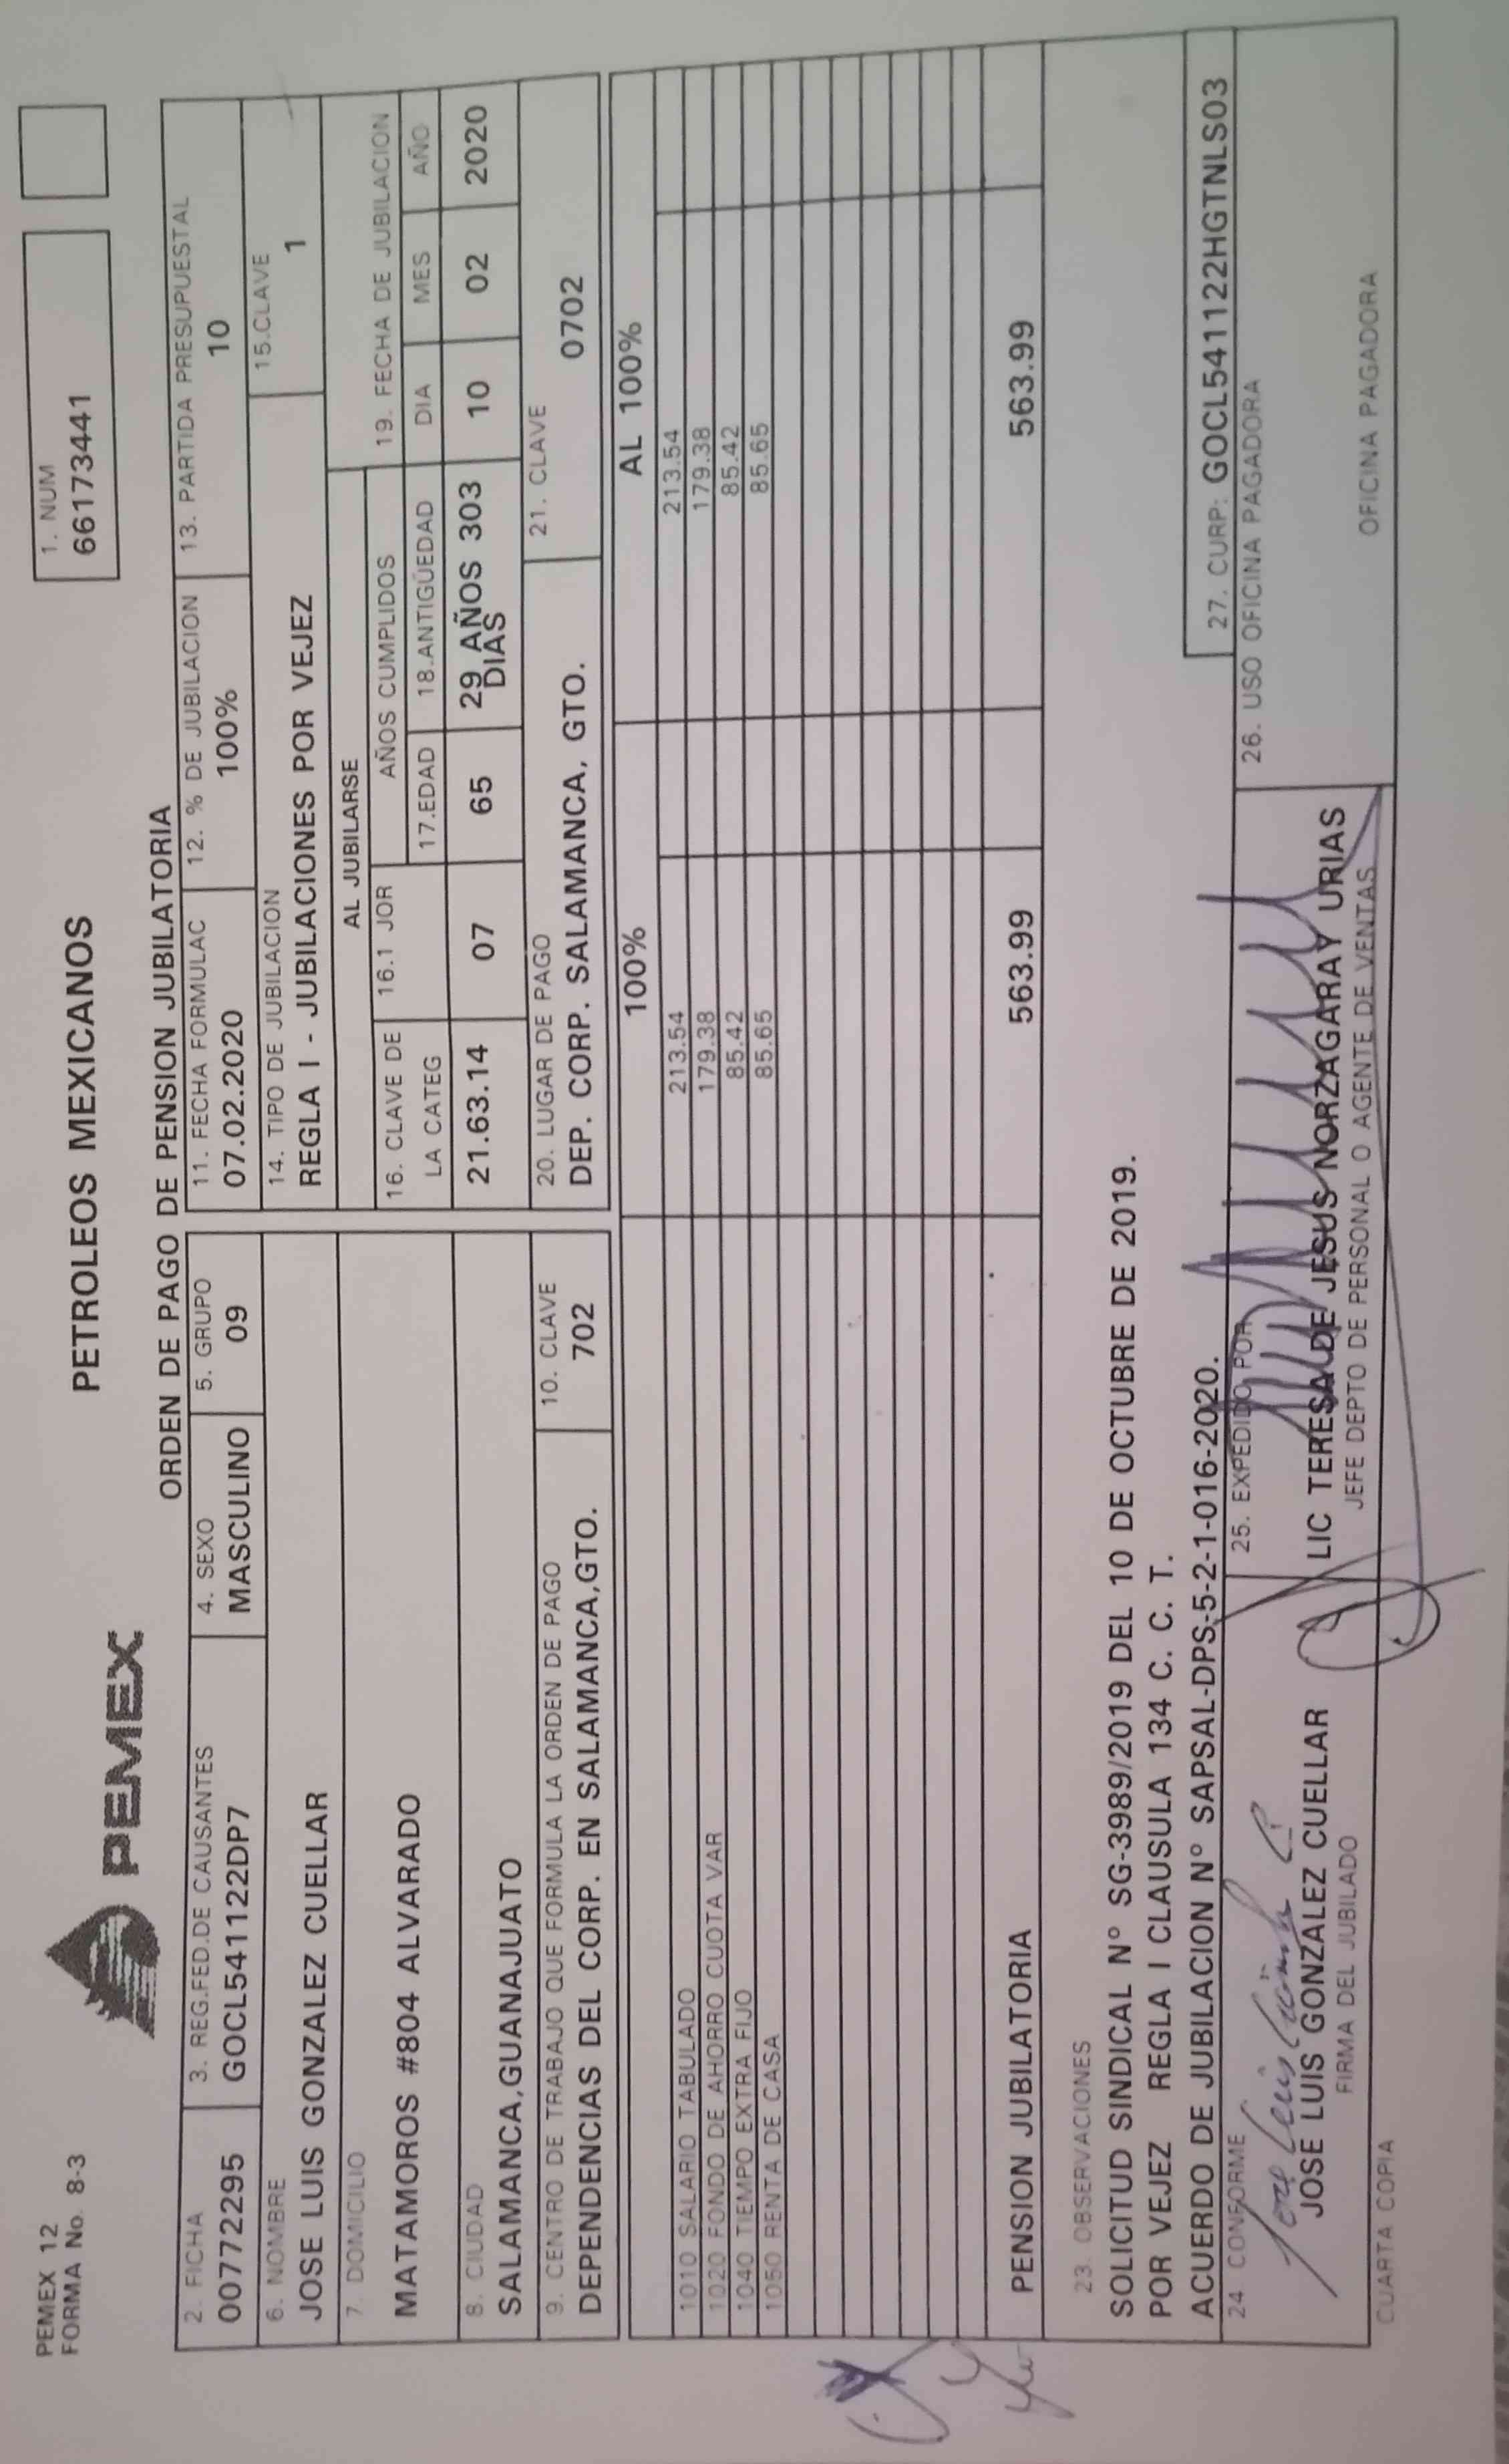 PEMEX 12
FORMA No. 8-3
PEMEX
PETROLEOS MEXICANOS
1. NUM
66173441
ORDEN DE PAGO DE PENSION JUBILATORIA
2. FICHA
00772295
3. REG.FED.DE CAUSANTES
GOCL541122DP7
4. SEXO
MASCULINO
5. GRUPO
09
6. NOMBRE
JOSE LUIS GONZALEZ CUELLAR
7. DOMICILIO
MATAMOROS #804 ALVARADO
8. CIUDAD
SALAMANCA,GUANAJUATO
9. CENTRO DE TRABAJO QUE FORMULA LA ORDEN DE PAGO
DEPENDENCIAS DEL CORP. EN SALAMANCA,GTO.
10. CLAVE
702
11. FECHA FORMULAC
07.02.2020
12. % DE JUBILACION
100%
13. PARTIDA PRESUPUESTAL
10
14. TIPO DE JUBILACION
REGLA I - JUBILACIONES POR VEJEZ
15.CLAVE
1
AL JUBILARSE
16. CLAVE DE
LA CATEG
21.63.14
16.1 JOR
07
AÑOS CUMPLIDOS
17.EDAD
65
18.ANTIGÜEDAD
29 AÑOS 303
DIAS
19. FECHA DE JUBILACION
DIA MES AÑO
10 02 2020
20. LUGAR DE PAGO
DEP. CORP. SALAMANCA, GTO.
21. CLAVE
0702
100% AL 100%
1010 SALARIO TABULADO 213.54 213.54
1020 FONDO DE AHORRO CUOTA VAR 179.38 179.38
1040 TIEMPO EXTRA FIJO 85.42 85.42
1050 RENTA DE CASA 85.65 85.65
PENSION JUBILATORIA 563.99 563.99
23. OBSERVACIONES
SOLICITUD SINDICAL Nº SG-3989/2019 DEL 10 DE OCTUBRE DE 2019.
POR VEJEZ REGLA I CLAUSULA 134 C. C. T.
ACUERDO DE JUBILACION Nº SAPSAL-DPS-5-2-1-016-2020.
27. CURP: GOCL541122HGTNLS03
24 CONFORME
JOSE LUIS GONZALEZ CUELLAR
FIRMA DEL JUBILADO
25. EXPEDIDO POR
LIC TERESA DE JESUS NORZAGARAY URIAS
JEFE DEPTO DE PERSONAL O AGENTE DE VENTAS
26. USO OFICINA PAGADORA
OFICINA PAGADORA
CUARTA COPIA